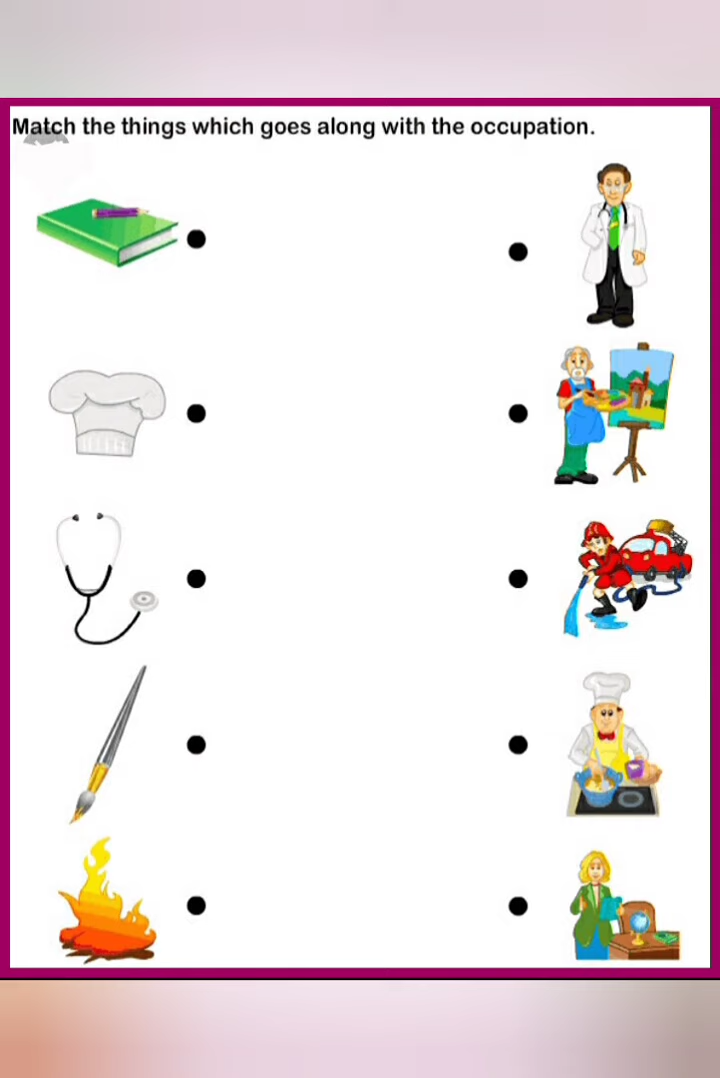 Match the things which goes along with the occupation.